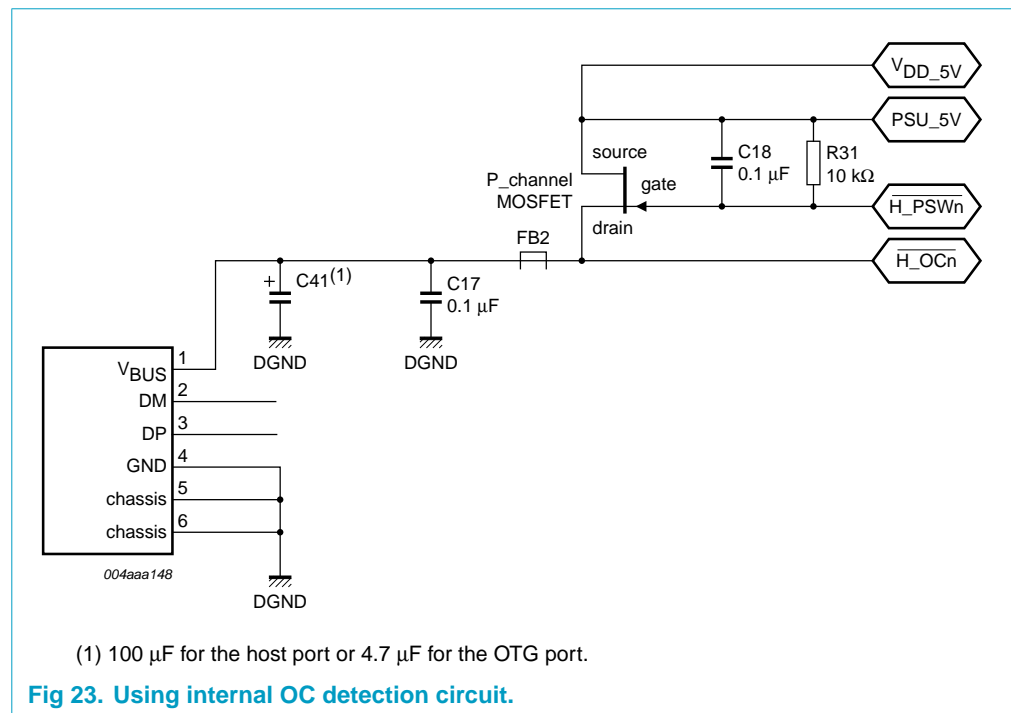 VDD_5V
PSU_5V
C18
0.1 μF
R31
10 kΩ
source
P_channel
MOSFET
gate
drain
H_PSWn
FB2
H_OCn
+
C41(1)
C17
0.1 μF
DGND
DGND
VBUS
1
DM
2
DP
3
GND
4
chassis
5
chassis
6
004aaa148
DGND
(1) 100 μF for the host port or 4.7 μF for the OTG port.
Fig 23. Using internal OC detection circuit.